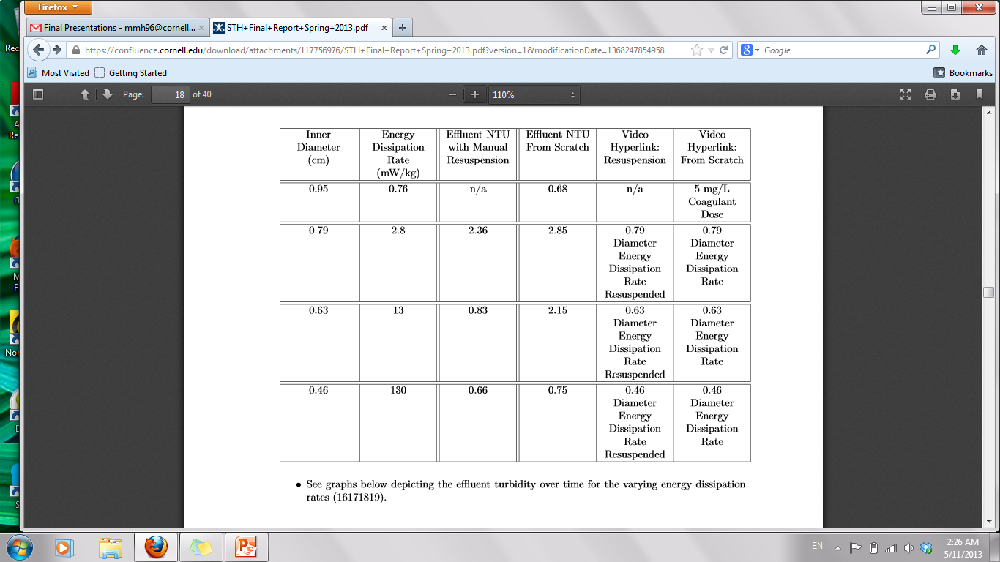 Firefox
Final Presentations - mmh96@cornell....
STH+Final+Report+Spring+2013.pdf
https://confluence.cornell.edu/download/attachments/117756976/STH+Final+Report+Spring+2013.pdf?version=1&modificationDate=1368247854958
Google
Most Visited
Getting Started
Bookmarks
Page: 18 of 40
110%
Inner Diameter (cm)
Energy Dissipation Rate (mW/kg)
Effluent NTU with Manual Resuspension
Effluent NTU From Scratch
Video Hyperlink: Resuspension
Video Hyperlink: From Scratch
0.95
0.76
n/a
0.68
n/a
5 mg/L Coagulant Dose
0.79
2.8
2.36
2.85
0.79 Diameter Energy Dissipation Rate Resuspended
0.79 Diameter Energy Dissipation Rate
0.63
13
0.83
2.15
0.63 Diameter Energy Dissipation Rate Resuspended
0.63 Diameter Energy Dissipation Rate
0.46
130
0.66
0.75
0.46 Diameter Energy Dissipation Rate Resuspended
0.46 Diameter Energy Dissipation Rate
• See graphs below depicting the effluent turbidity over time for the varying energy dissipation
rates (16171819).
EN
2:26 AM
5/11/2013